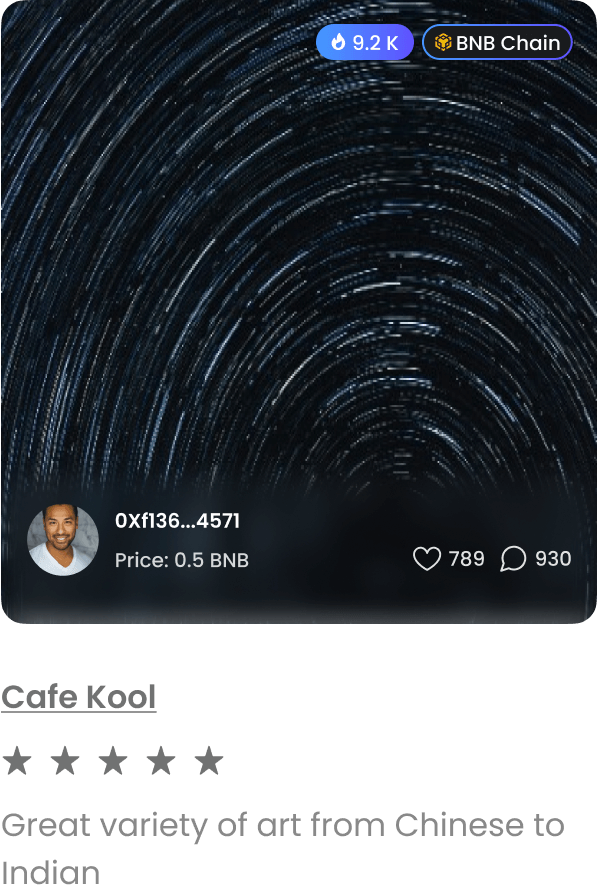 9.2 K BNB Chain
0Xf136...4571
Price: 0.5 BNB 789 930
Cafe Kool
Great variety of art from Chinese to
Indian